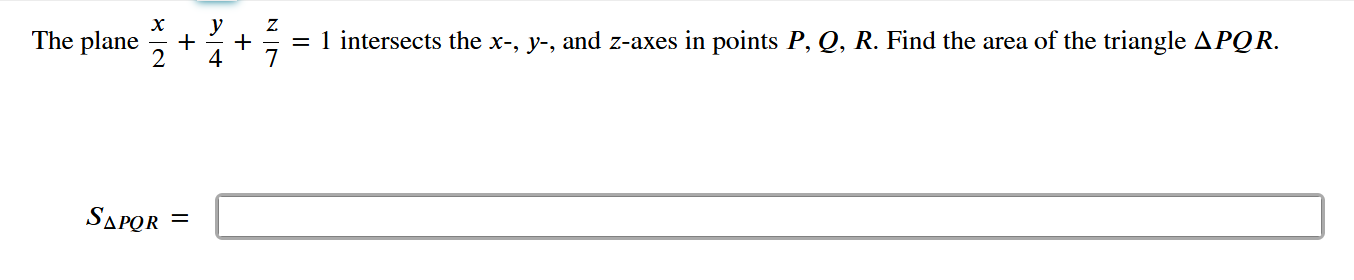 The plane x/2 + y/4 + z/7 = 1 intersects the x-, y-, and z-axes in points P, Q, R. Find the area of the triangle ΔPQR.
S_ΔPQR =